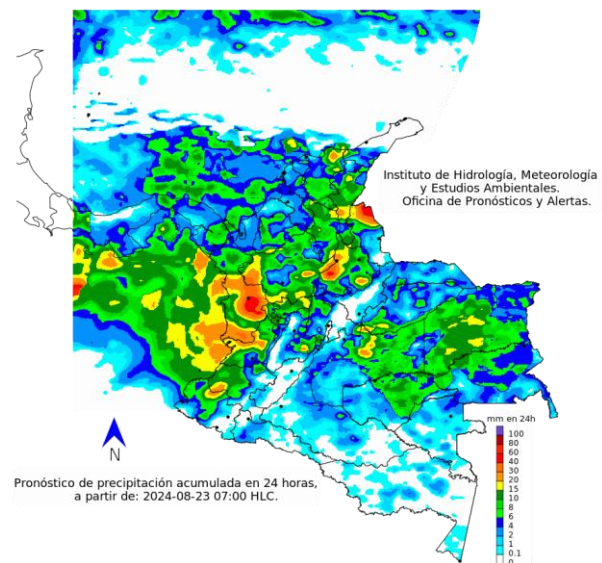 Instituto de Hidrología, Meteorología
y Estudios Ambientales.
Oficina de Pronósticos y Alertas.
N
Pronóstico de precipitación acumulada en 24 horas,
a partir de: 2024-08-23 07:00 HLC.
mm en 24h
100
80
60
40
30
20
15
10
8
6
4
2
1
0.1
0